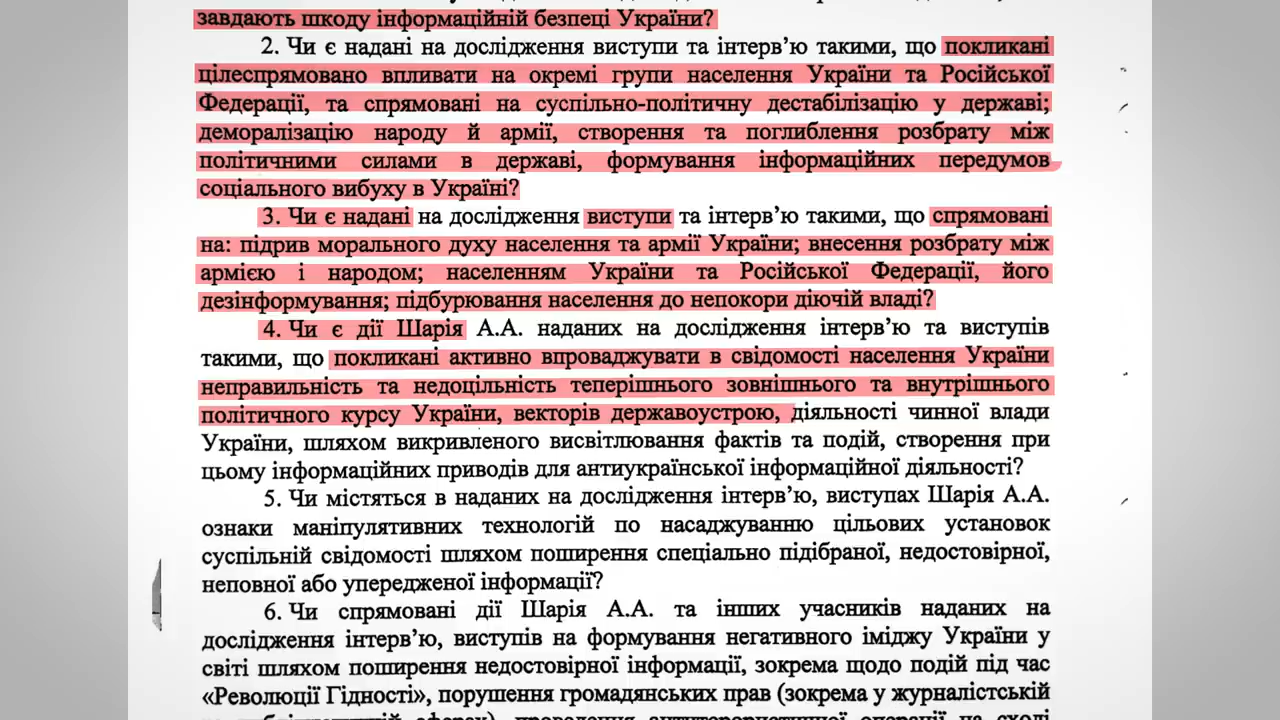 завдають шкоду інформаційній безпеці України?
2. Чи є надані на дослідження виступи та інтерв’ю такими, що покликані
цілеспрямовано впливати на окремі групи населення України та Російської
Федерації, та спрямовані на суспільно-політичну дестабілізацію у державі;
деморалізацію народу й армії, створення та поглиблення розбрату між
політичними силами в державі, формування інформаційних передумов
соціального вибуху в Україні?
3. Чи є надані на дослідження виступи та інтерв’ю такими, що спрямовані
на: підрив морального духу населення та армії України; внесення розбрату між
армією і народом; населенням України та Російської Федерації, його
дезінформування; підбурювання населення до непокори діючій владі?
4. Чи є дії Шарія А.А. наданих на дослідження інтерв’ю та виступів
такими, що покликані активно впроваджувати в свідомості населення України
неправильність та недоцільність теперішнього зовнішнього та внутрішнього
політичного курсу України, векторів державоустрою, діяльності чинної влади
України, шляхом викривленого висвітлювання фактів та подій, створення при
цьому інформаційних приводів для антиукраїнської інформаційної діяльності?
5. Чи містяться в наданих на дослідження інтерв’ю, виступах Шарія А.А.
ознаки маніпулятивних технологій по насаджуванню цільових установок
суспільній свідомості шляхом поширення спеціально підібраної, недостовірної,
неповної або упередженої інформації?
6. Чи спрямовані дії Шарія А.А. та інших учасників наданих на
дослідження інтерв’ю, виступів на формування негативного іміджу України у
світі шляхом поширення недостовірної інформації, зокрема щодо подій під час
«Революції Гідності», порушення громадянських прав (зокрема у журналістській